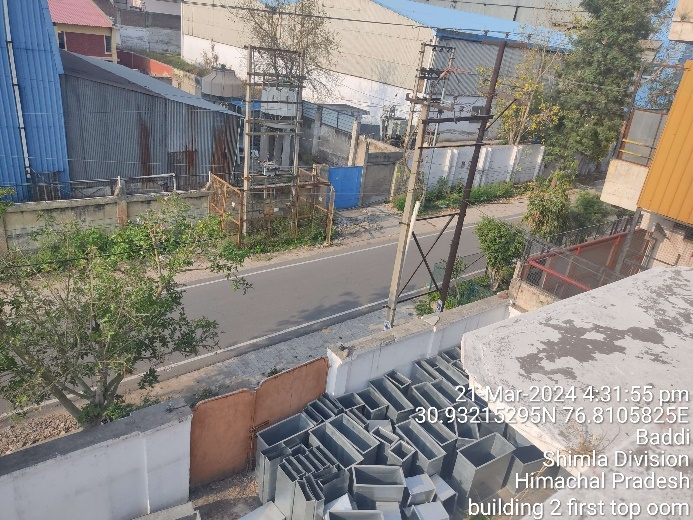 21-Mar-2024 4:31:55 pm
30.93215295N 76.8105825E
Baddi
Shimla Division
Himachal Pradesh
building 2 first top oom